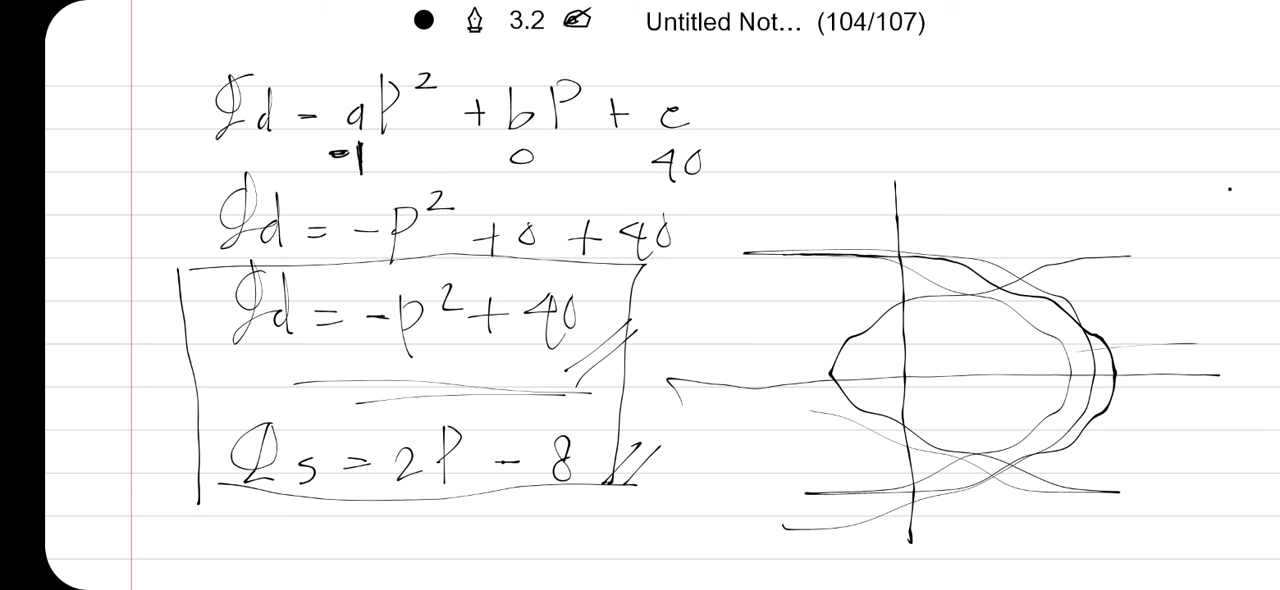 3.2 Untitled Not... (104/107)
Qd = aP² + bP + c
-1 0 40
Qd = -P² + 0 + 40
Qd = -P² + 40
Qs = 2P - 8